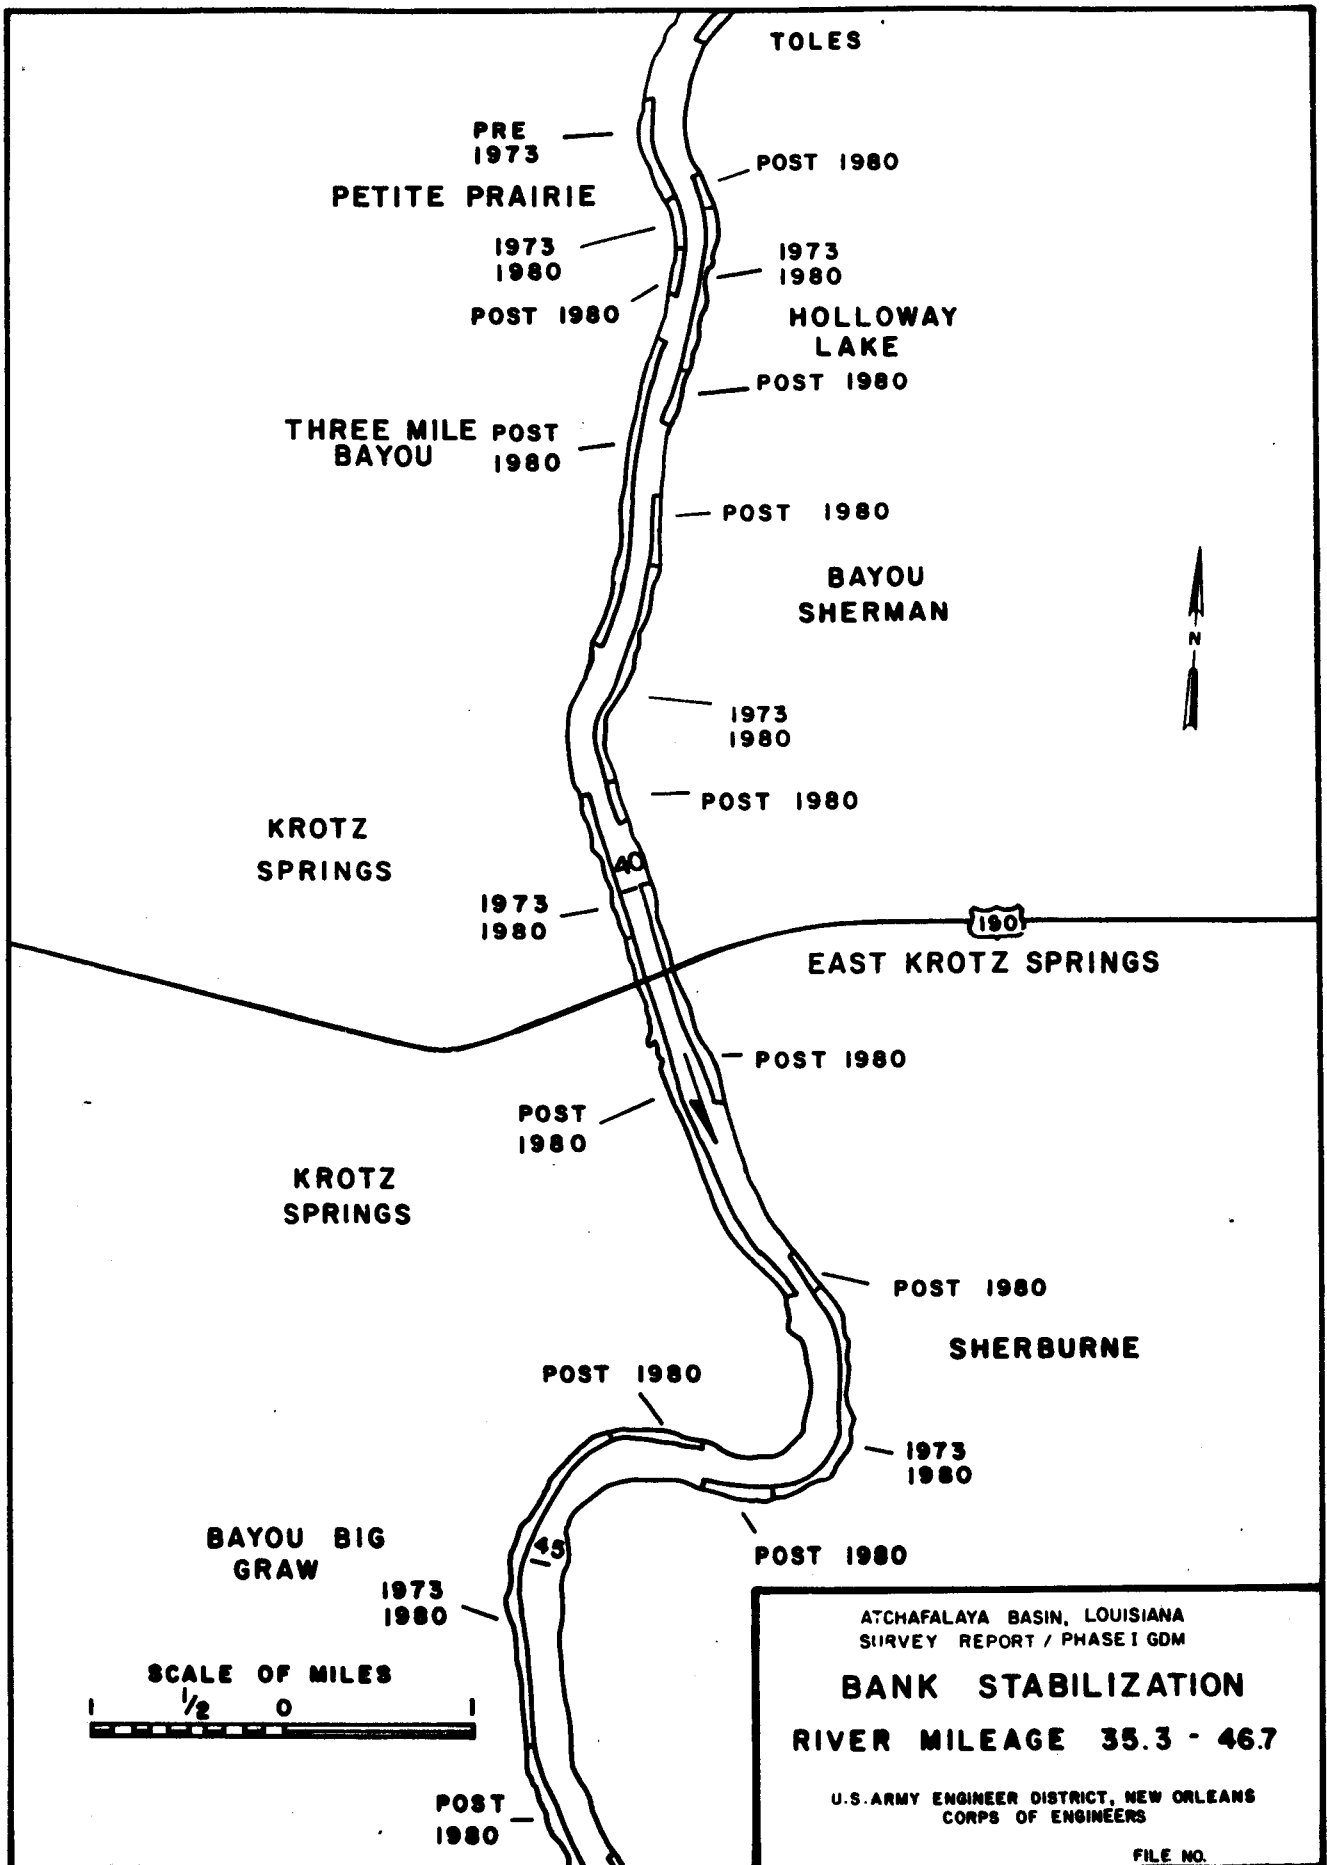 TOLES
PRE
1973
POST 1980
PETITE PRAIRIE
1973
1980
1973
1980
POST 1980
HOLLOWAY
LAKE
POST 1980
THREE MILE
BAYOU
POST
1980
POST 1980
BAYOU
SHERMAN
N
1973
1980
POST 1980
KROTZ
SPRINGS
40
1973
1980
190
EAST KROTZ SPRINGS
POST 1980
POST
1980
KROTZ
SPRINGS
POST 1980
SHERBURNE
POST 1980
1973
1980
POST 1980
45
BAYOU BIG
GRAW
1973
1980
SCALE OF MILES
1 1/2 0 1
POST
1980
ATCHAFALAYA BASIN, LOUISIANA
SURVEY REPORT / PHASE I GDM
BANK STABILIZATION
RIVER MILEAGE 35.3 - 46.7
U.S. ARMY ENGINEER DISTRICT, NEW ORLEANS
CORPS OF ENGINEERS
FILE NO.